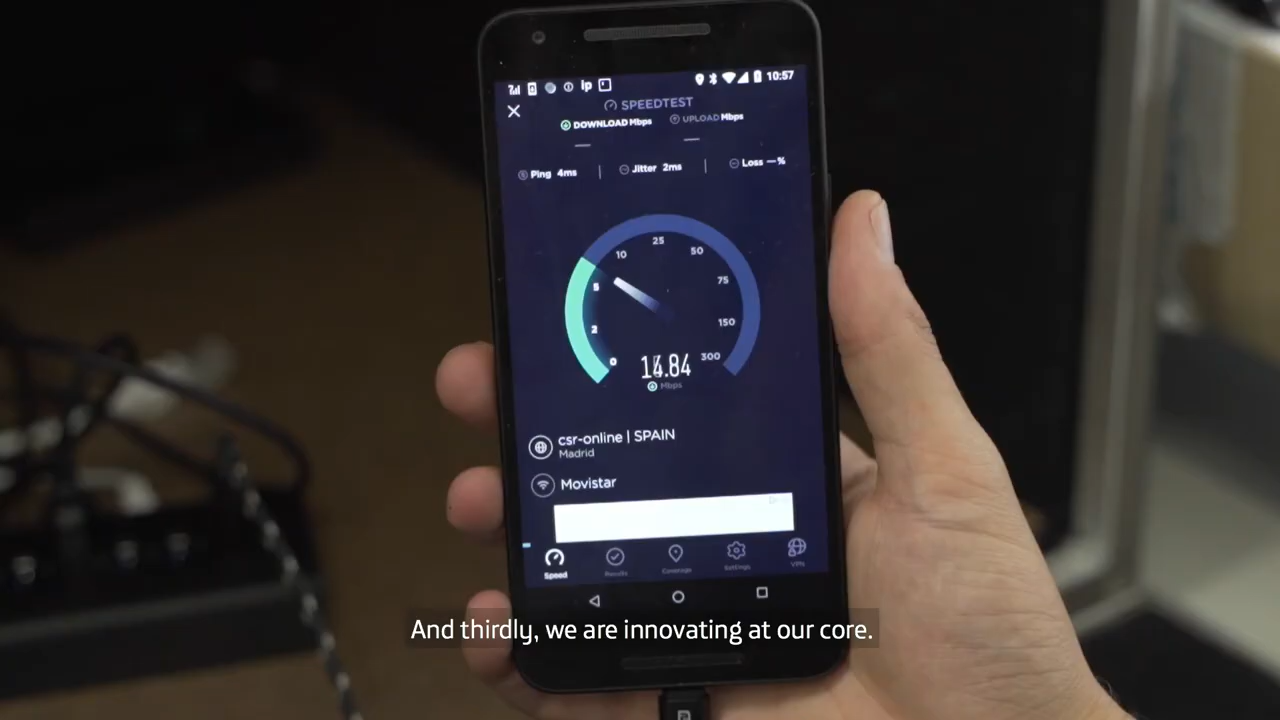 ip
10:57
SPEEDTEST
DOWNLOAD Mbps UPLOAD Mbps
Ping 4ms Jitter 2ms Loss —%
0
2
5
10
25
50
75
150
300
Mbps
csr-online | SPAIN
Madrid
Movistar
Speed Results Coverage Settings VPN
And thirdly, we are innovating at our core.